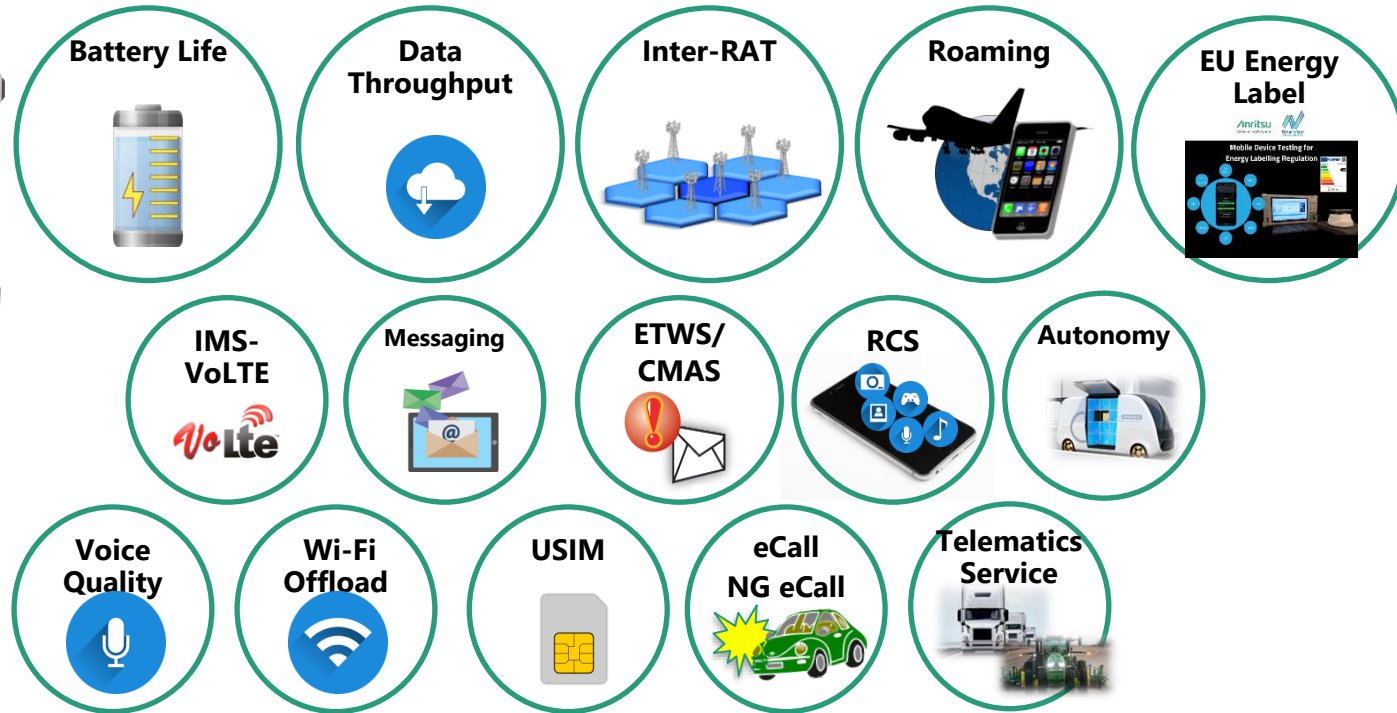 Battery Life
Data
Throughput
Inter-RAT
Roaming
EU Energy
Label
Anritsu
Mobile Device Testing for
Energy Labelling Regulation
IMS-
VoLTE
VoLte
Messaging
@
ETWS/
CMAS
RCS
Autonomy
Voice
Quality
Wi-Fi
Offload
USIM
eCall
NG eCall
Telematics
Service